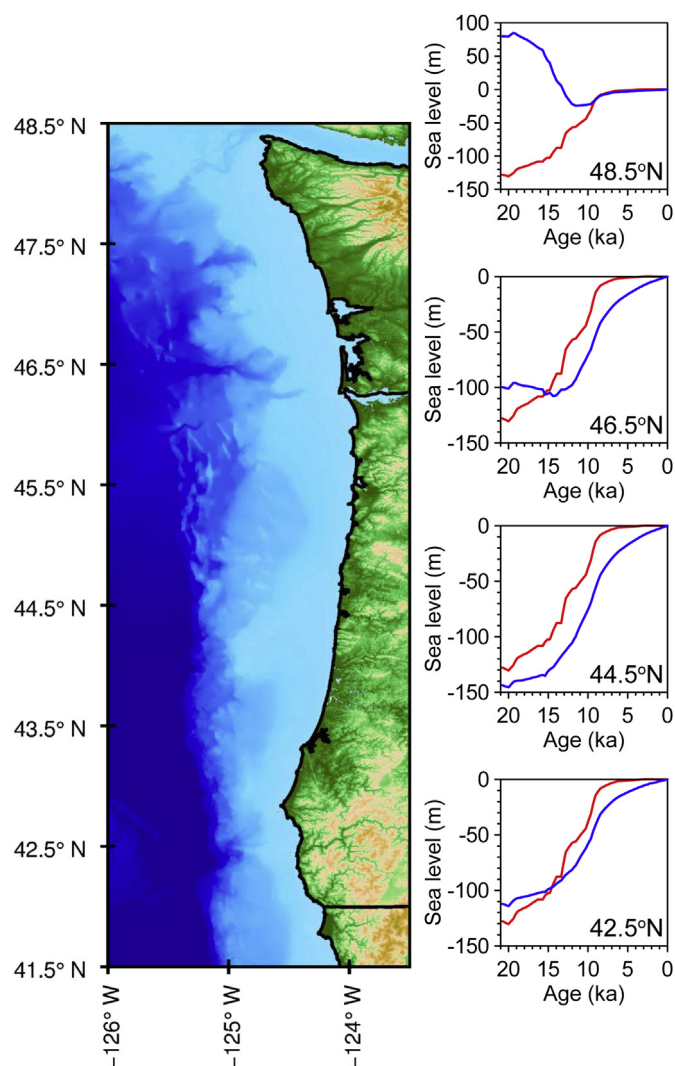 48.5° N
47.5° N
46.5° N
45.5° N
44.5° N
43.5° N
42.5° N
41.5° N
−126° W
−125° W
−124° W
100
50
0
-50
-100
-150
Sea level (m)
48.5°N
20 15 10 5 0
Age (ka)
0
-50
-100
-150
Sea level (m)
46.5°N
20 15 10 5 0
Age (ka)
0
-50
-100
-150
Sea level (m)
44.5°N
20 15 10 5 0
Age (ka)
0
-50
-100
-150
Sea level (m)
42.5°N
20 15 10 5 0
Age (ka)